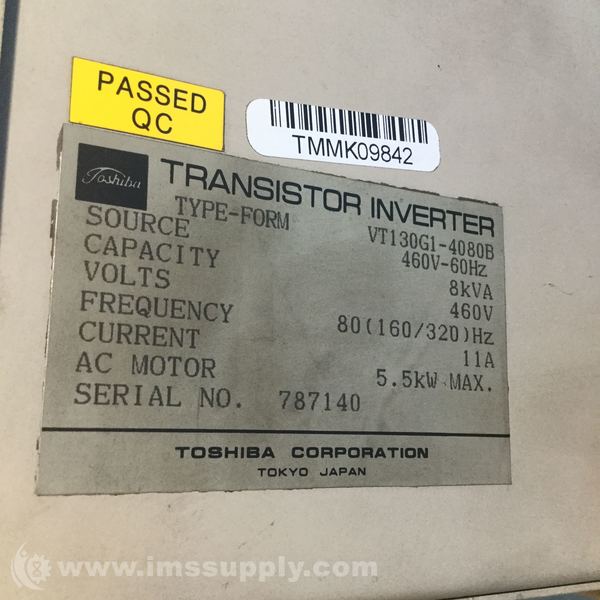 PASSED
QC
TMMK09842
Toshiba
TRANSISTOR INVERTER
TYPE-FORM VT130G1-4080B
SOURCE 460V-60Hz
CAPACITY 8kVA
VOLTS 460V
FREQUENCY 80(160/320)Hz
CURRENT 11A
AC MOTOR 5.5kW MAX.
SERIAL NO. 787140
TOSHIBA CORPORATION
TOKYO JAPAN
www.imssupply.com